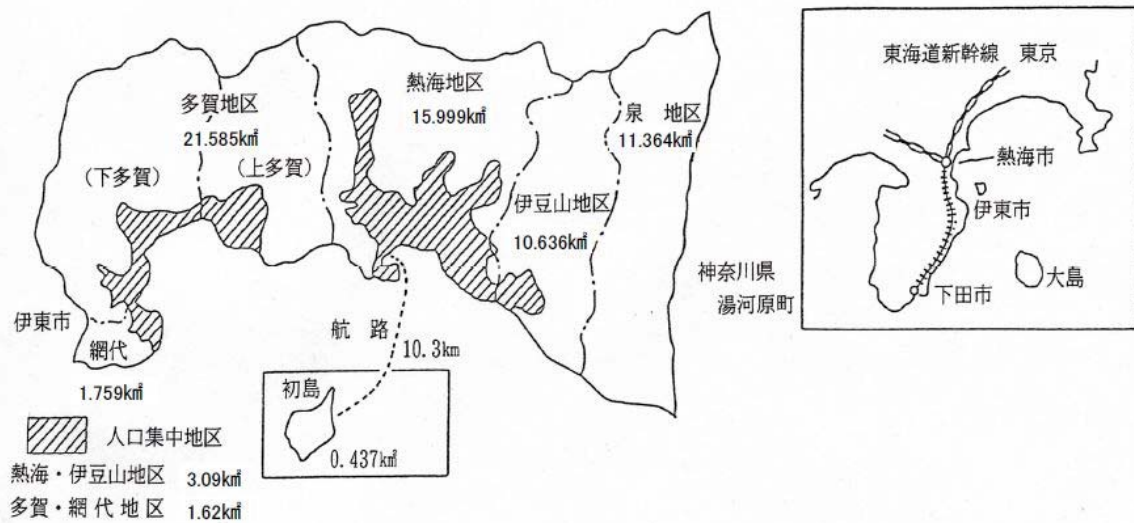 多賀地区
21.585k㎡
（下多賀）
（上多賀）
熱海地区
15.999k㎡
泉　地区
11.364k㎡
伊豆山地区
10.636k㎡
神奈川県
湯河原町
伊東市
網代
1.759k㎡
航　路
10.3km
初島
0.437k㎡
人口集中地区
熱海・伊豆山地区　3.09k㎡
多賀・網代地区　1.62k㎡
東海道新幹線　東京
熱海市
伊東市
大島
下田市